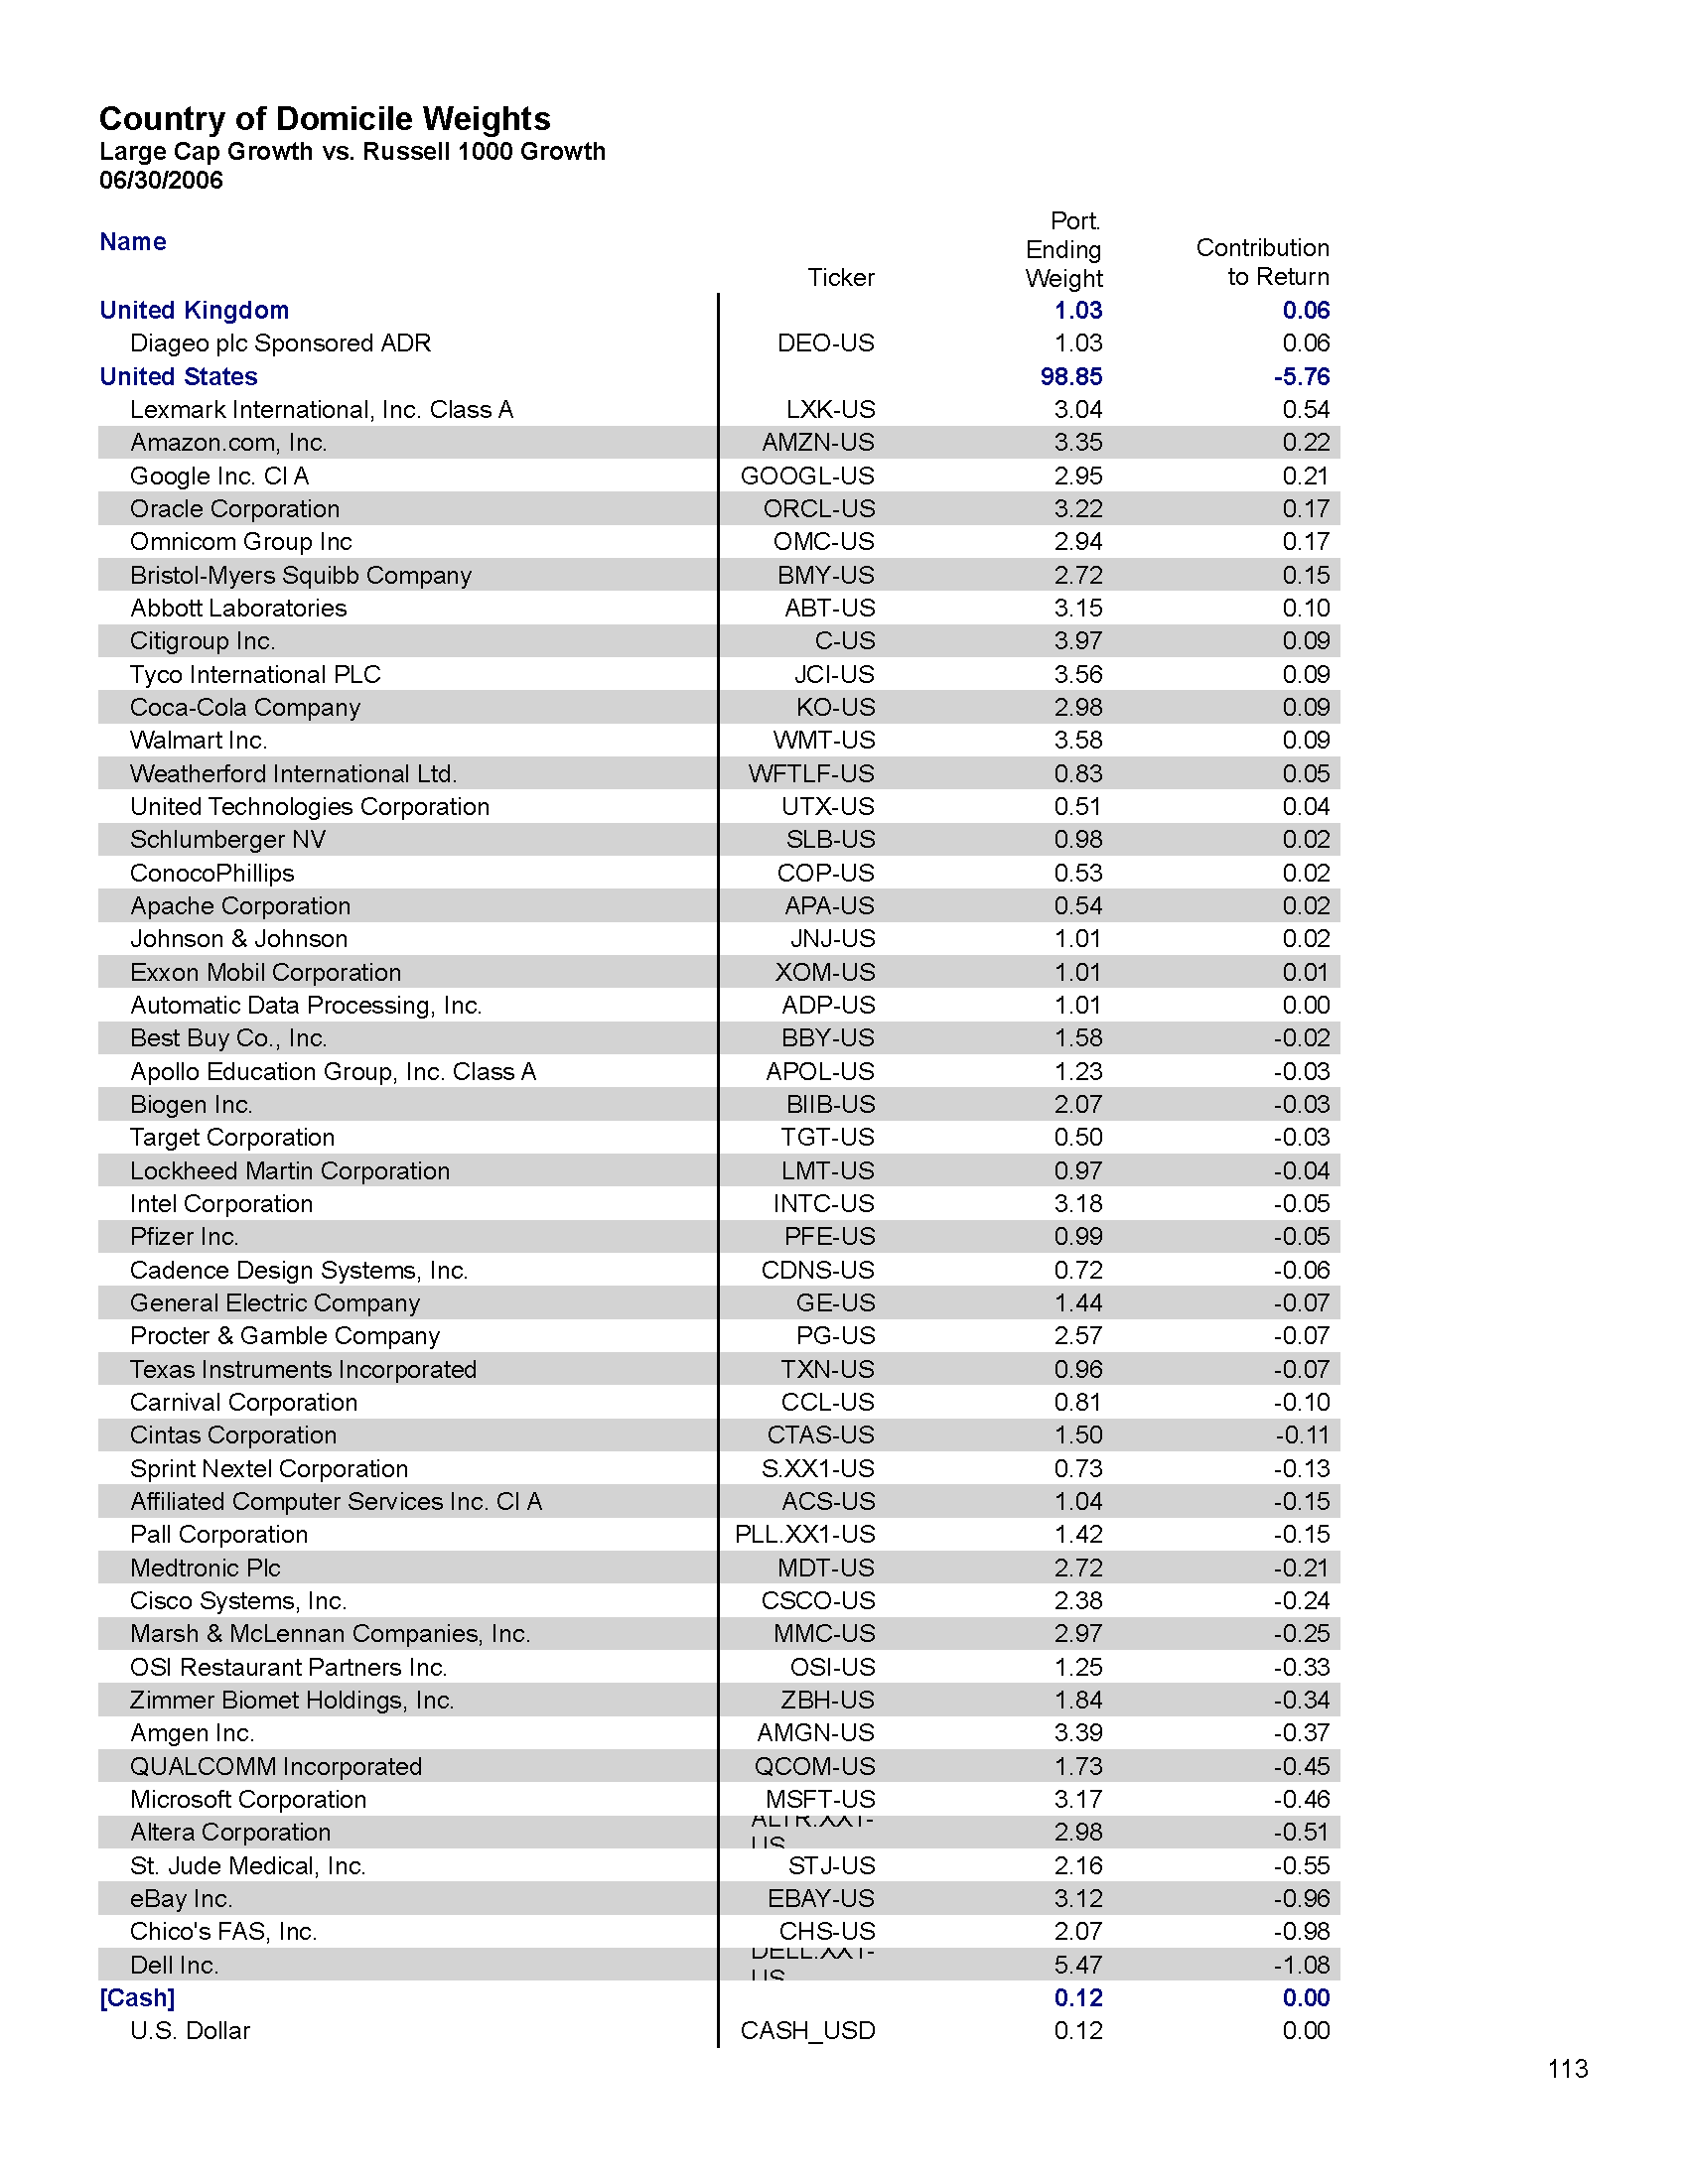 Country of Domicile Weights
Large Cap Growth vs. Russell 1000 Growth
06/30/2006
Name Ticker Port. Ending Weight Contribution to Return
United Kingdom 1.03 0.06
Diageo plc Sponsored ADR DEO-US 1.03 0.06
United States 98.85 -5.76
Lexmark International, Inc. Class A LXK-US 3.04 0.54
Amazon.com, Inc. AMZN-US 3.35 0.22
Google Inc. Cl A GOOGL-US 2.95 0.21
Oracle Corporation ORCL-US 3.22 0.17
Omnicom Group Inc OMC-US 2.94 0.17
Bristol-Myers Squibb Company BMY-US 2.72 0.15
Abbott Laboratories ABT-US 3.15 0.10
Citigroup Inc. C-US 3.97 0.09
Tyco International PLC JCI-US 3.56 0.09
Coca-Cola Company KO-US 2.98 0.09
Walmart Inc. WMT-US 3.58 0.09
Weatherford International Ltd. WFTLF-US 0.83 0.05
United Technologies Corporation UTX-US 0.51 0.04
Schlumberger NV SLB-US 0.98 0.02
ConocoPhillips COP-US 0.53 0.02
Apache Corporation APA-US 0.54 0.02
Johnson & Johnson JNJ-US 1.01 0.02
Exxon Mobil Corporation XOM-US 1.01 0.01
Automatic Data Processing, Inc. ADP-US 1.01 0.00
Best Buy Co., Inc. BBY-US 1.58 -0.02
Apollo Education Group, Inc. Class A APOL-US 1.23 -0.03
Biogen Inc. BIIB-US 2.07 -0.03
Target Corporation TGT-US 0.50 -0.03
Lockheed Martin Corporation LMT-US 0.97 -0.04
Intel Corporation INTC-US 3.18 -0.05
Pfizer Inc. PFE-US 0.99 -0.05
Cadence Design Systems, Inc. CDNS-US 0.72 -0.06
General Electric Company GE-US 1.44 -0.07
Procter & Gamble Company PG-US 2.57 -0.07
Texas Instruments Incorporated TXN-US 0.96 -0.07
Carnival Corporation CCL-US 0.81 -0.10
Cintas Corporation CTAS-US 1.50 -0.11
Sprint Nextel Corporation S.XX1-US 0.73 -0.13
Affiliated Computer Services Inc. Cl A ACS-US 1.04 -0.15
Pall Corporation PLL.XX1-US 1.42 -0.15
Medtronic Plc MDT-US 2.72 -0.21
Cisco Systems, Inc. CSCO-US 2.38 -0.24
Marsh & McLennan Companies, Inc. MMC-US 2.97 -0.25
OSI Restaurant Partners Inc. OSI-US 1.25 -0.33
Zimmer Biomet Holdings, Inc. ZBH-US 1.84 -0.34
Amgen Inc. AMGN-US 3.39 -0.37
QUALCOMM Incorporated QCOM-US 1.73 -0.45
Microsoft Corporation MSFT-US 3.17 -0.46
Altera Corporation ALTR.XX1-US 2.98 -0.51
St. Jude Medical, Inc. STJ-US 2.16 -0.55
eBay Inc. EBAY-US 3.12 -0.96
Chico's FAS, Inc. CHS-US 2.07 -0.98
Dell Inc. DELL.XX1-US 5.47 -1.08
[Cash] 0.12 0.00
U.S. Dollar CASH_USD 0.12 0.00
113